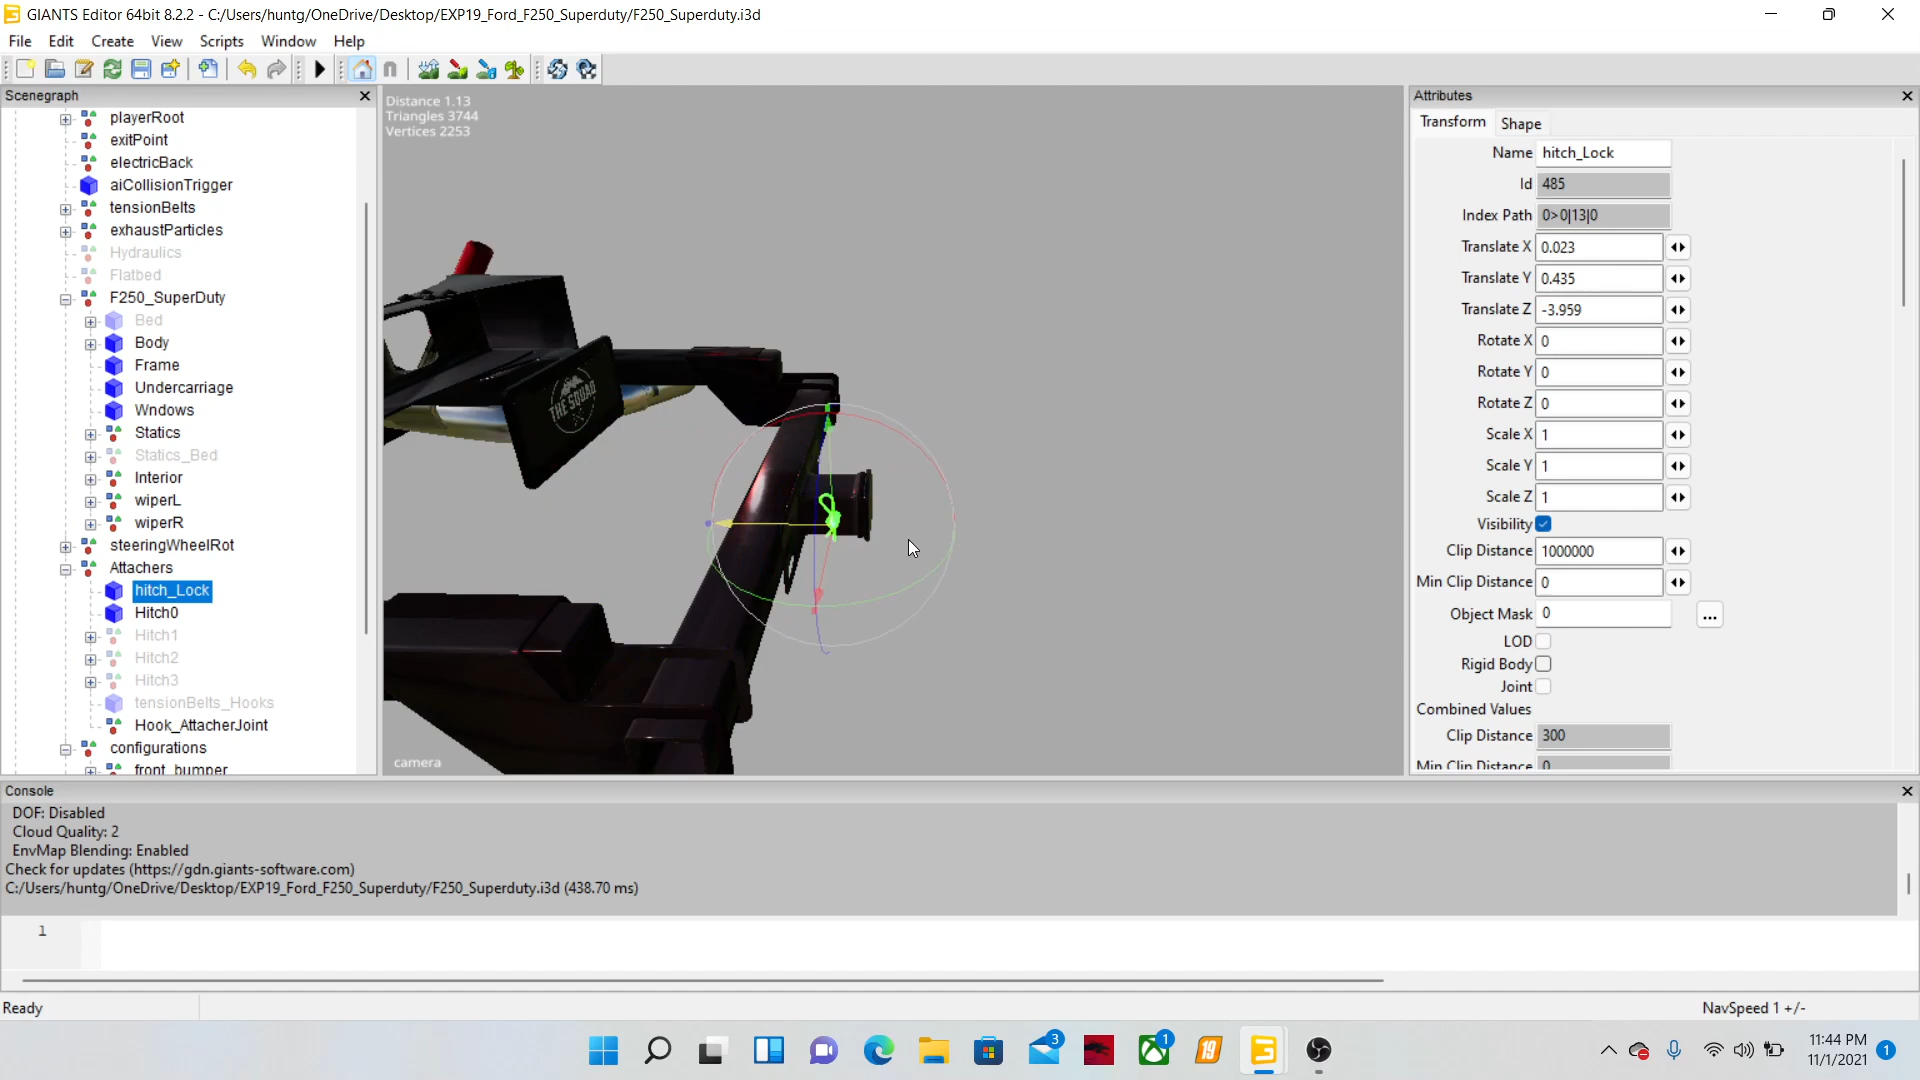 GIANTS Editor 64bit 8.2.2 - C:/Users/huntg/OneDrive/Desktop/EXP19_Ford_F250_Superduty/F250_Superduty.i3d
File Edit Create View Scripts Window Help
Scenegraph
playerRoot
exitPoint
electricBack
aiCollisionTrigger
tensionBelts
exhaustParticles
Hydraulics
Flatbed
F250_SuperDuty
Bed
Body
Frame
Undercarriage
Wndows
Statics
Statics_Bed
Interior
wiperL
wiperR
steeringWheelRot
Attachers
hitch_Lock
Hitch0
Hitch1
Hitch2
Hitch3
tensionBelts_Hooks
Hook_AttacherJoint
configurations
front_bumper
Distance 1.13
Triangles 3744
Vertices 2253
THE SQUAD
camera
Attributes
Transform Shape
Name hitch_Lock
Id 485
Index Path 0>0|13|0
Translate X 0.023
Translate Y 0.435
Translate Z -3.959
Rotate X 0
Rotate Y 0
Rotate Z 0
Scale X 1
Scale Y 1
Scale Z 1
Visibility
Clip Distance 1000000
Min Clip Distance 0
Object Mask 0 ...
LOD
Rigid Body
Joint
Combined Values
Clip Distance 300
Min Clip Distance 0
Console
DOF: Disabled
Cloud Quality: 2
EnvMap Blending: Enabled
Check for updates (https://gdn.giants-software.com)
C:/Users/huntg/OneDrive/Desktop/EXP19_Ford_F250_Superduty/F250_Superduty.i3d (438.70 ms)
1
Ready
NavSpeed 1 +/-
3
1
19
11:44 PM
11/1/2021
1